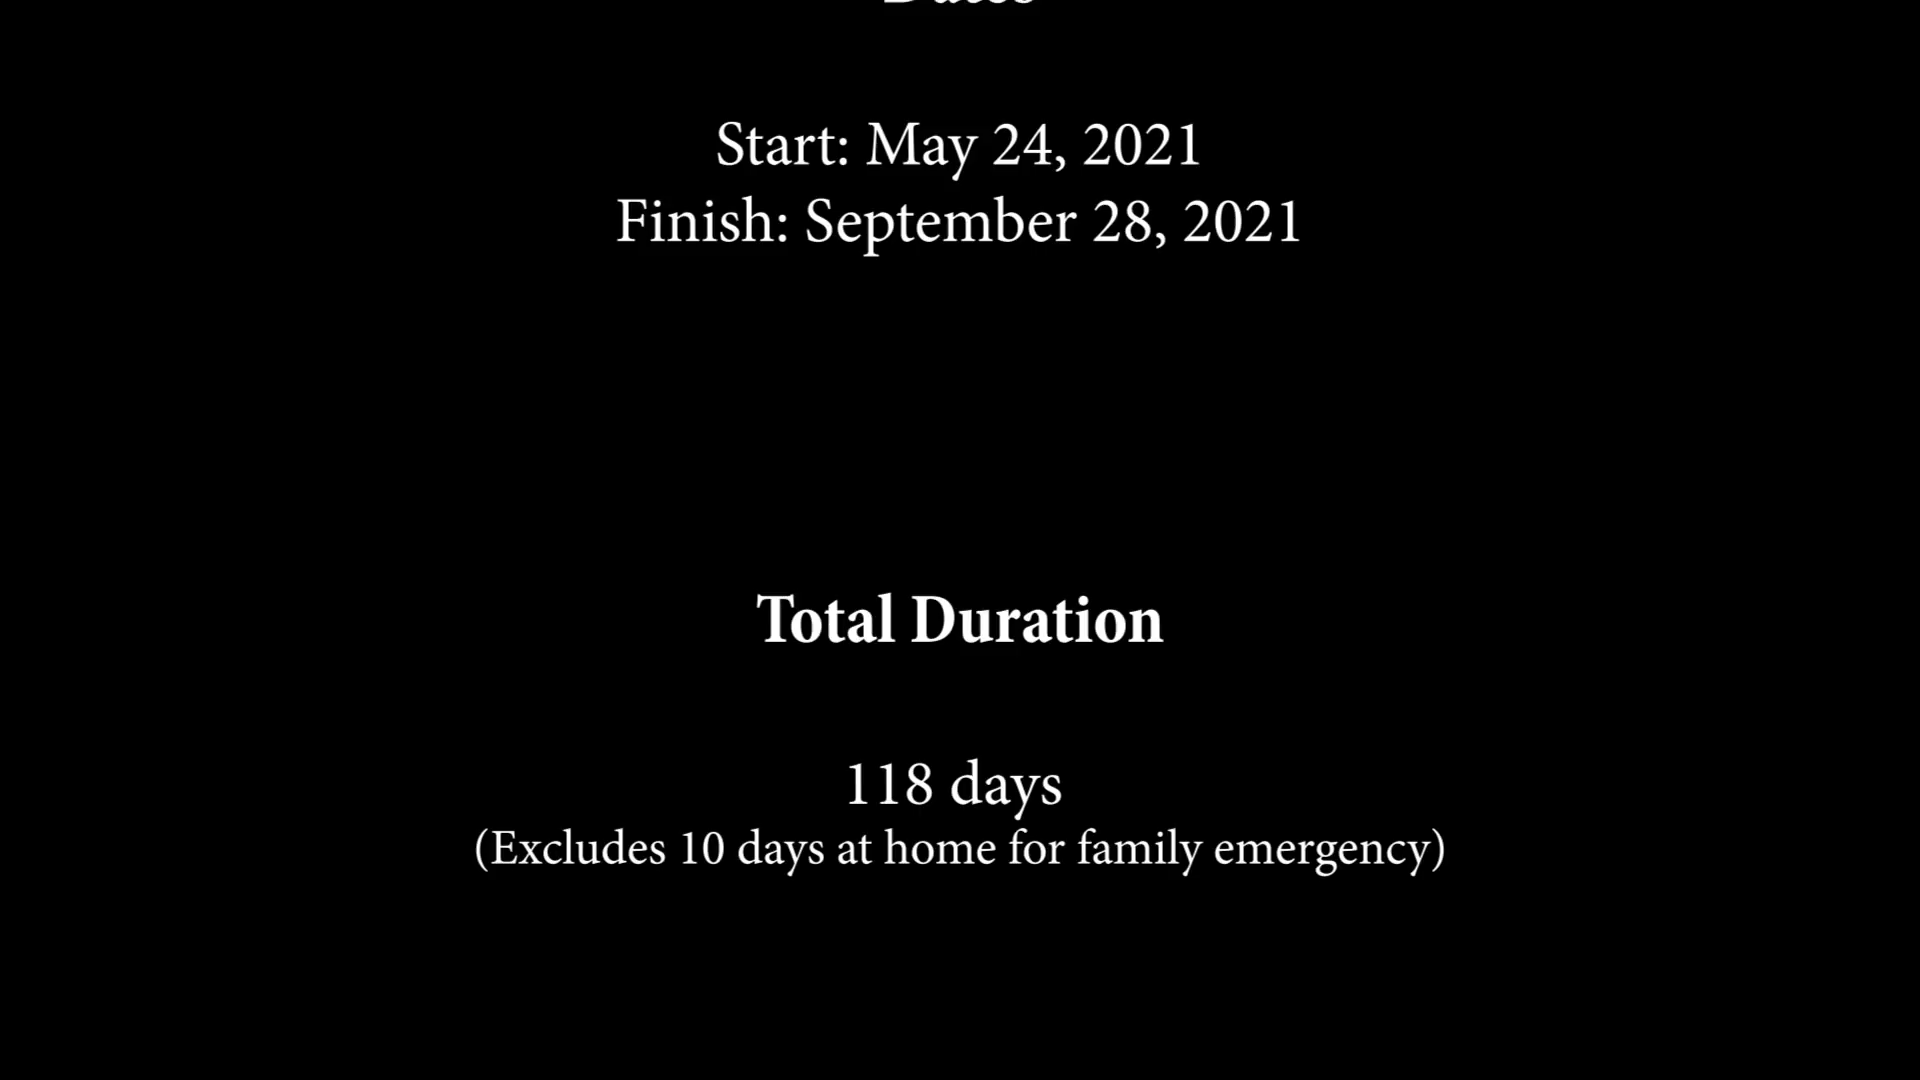 Start: May 24, 2021
Finish: September 28, 2021
Total Duration
118 days
(Excludes 10 days at home for family emergency)